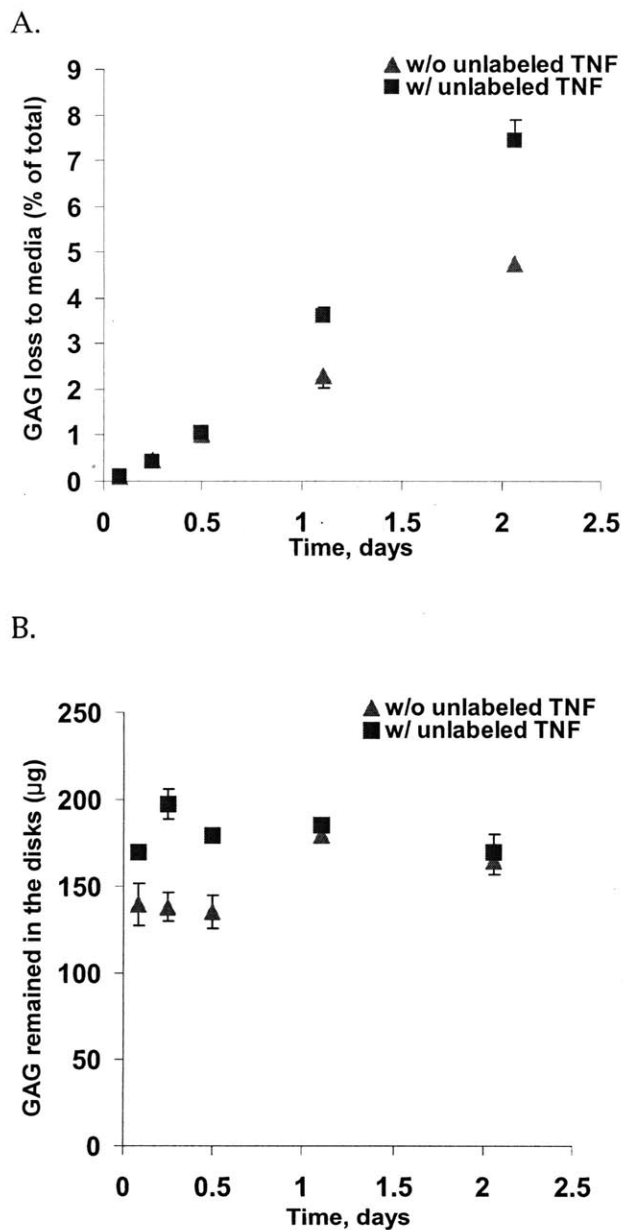 A.
w/o unlabeled TNF
w/ unlabeled TNF
GAG loss to media (% of total)
9
8
7
6
5
4
3
2
1
0
0 0.5 1 1.5 2 2.5
Time, days
B.
w/o unlabeled TNF
w/ unlabeled TNF
GAG remained in the disks (µg)
250
200
150
100
50
0
0 0.5 1 1.5 2 2.5
Time, days